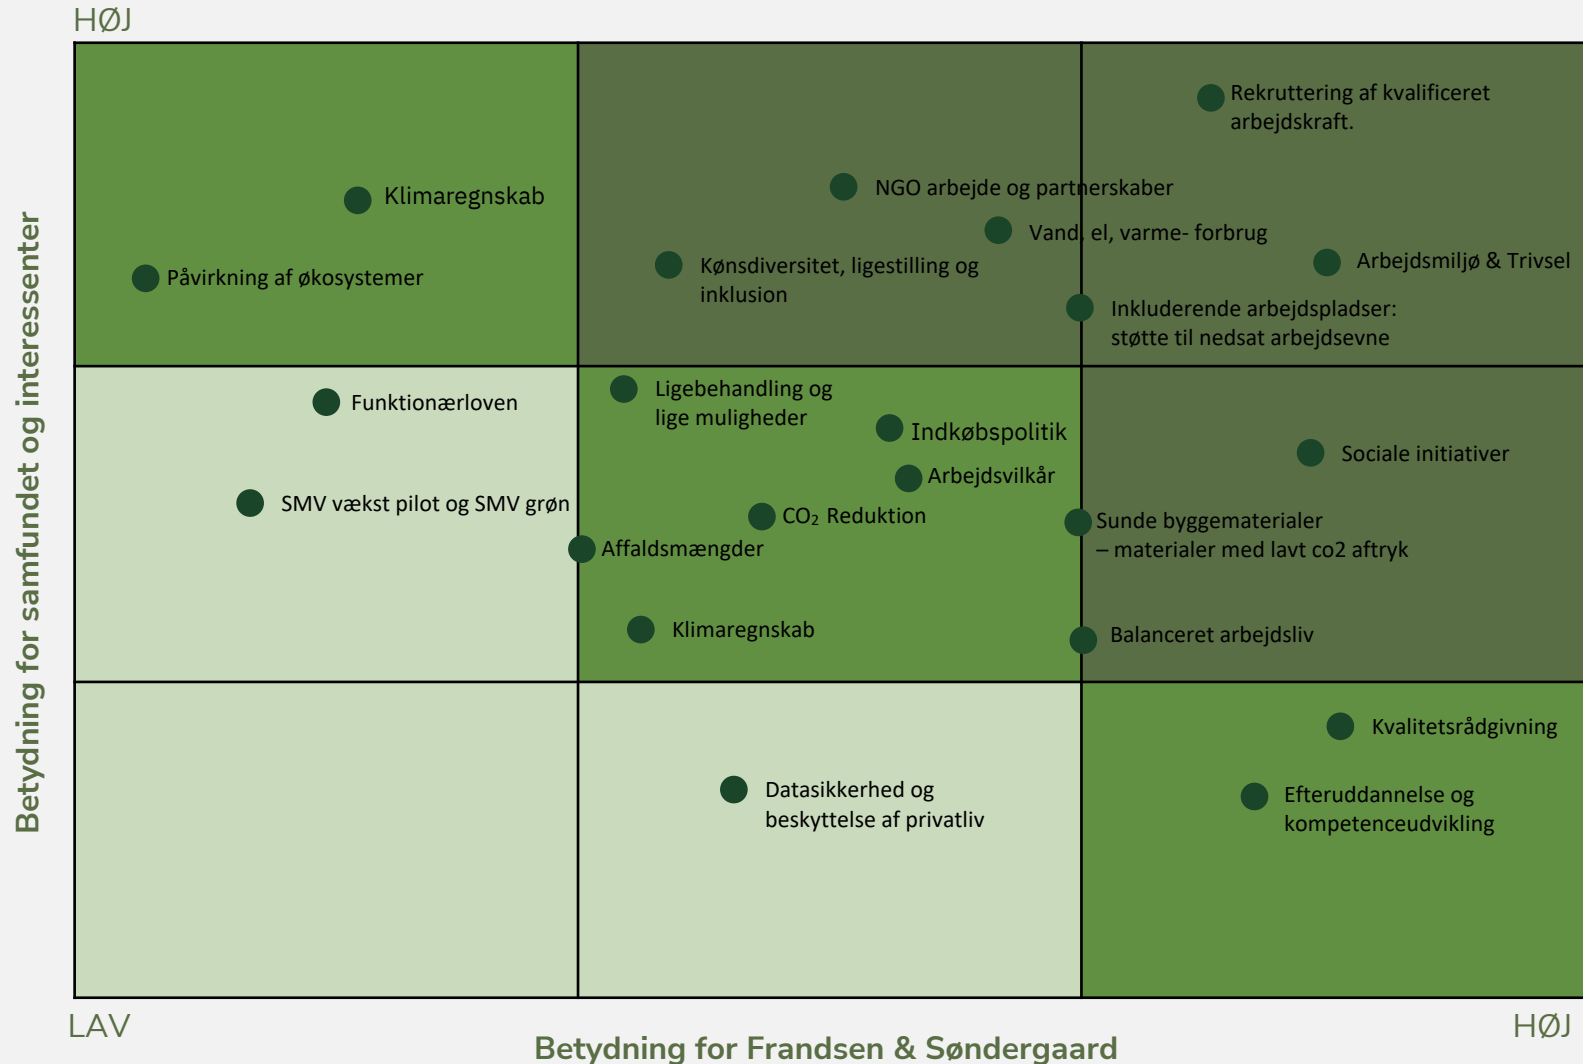 HØJ
Rekruttering af kvalificeret
arbejdskraft.
Klimaregnskab
NGO arbejde og partnerskaber
Vand, el, varme- forbrug
Påvirkning af økosystemer
Kønsdiversitet, ligestilling og
inklusion
Arbejdsmiljø & Trivsel
Inkluderende arbejdspladser:
støtte til nedsat arbejdsevne
Funktionærloven
Ligebehandling og
lige muligheder
Indkøbspolitik
Sociale initiativer
Arbejdsvilkår
SMV vækst pilot og SMV grøn
CO₂ Reduktion
Sunde byggematerialer
– materialer med lavt co2 aftryk
Affaldsmængder
Klimaregnskab
Balanceret arbejdsliv
Kvalitetsrådgivning
Datasikkerhed og
beskyttelse af privatliv
Efteruddannelse og
kompetenceudvikling
Betydning for samfundet og interessenter
LAV
HØJ
Betydning for Frandsen & Søndergaard